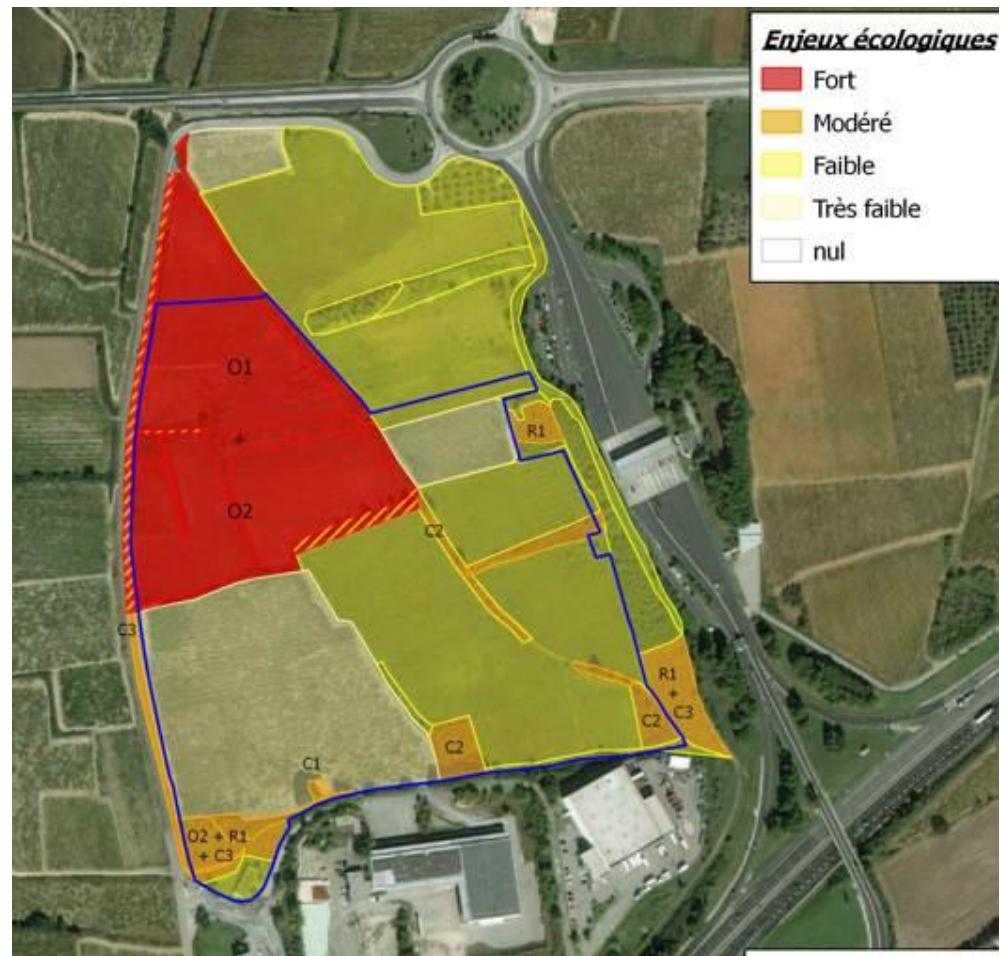 Enjeux écologiques
Fort
Modéré
Faible
Très faible
nul
O1
+
O2
R1
C2
C3
R1
+
C3
C2
C2
C1
O2 + R1
+ C3